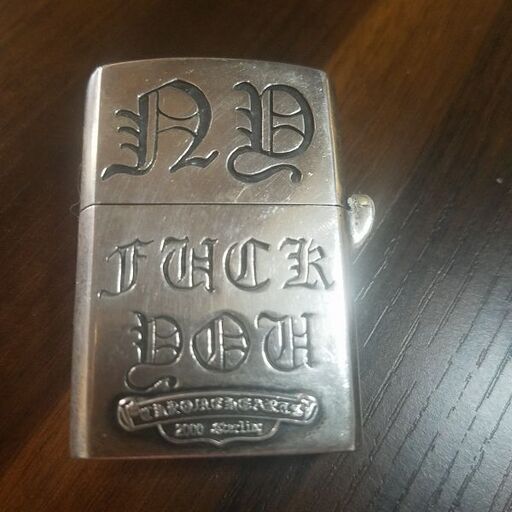 NY
FUCK
YOU
CHROME HEARTS
2000 Sterling